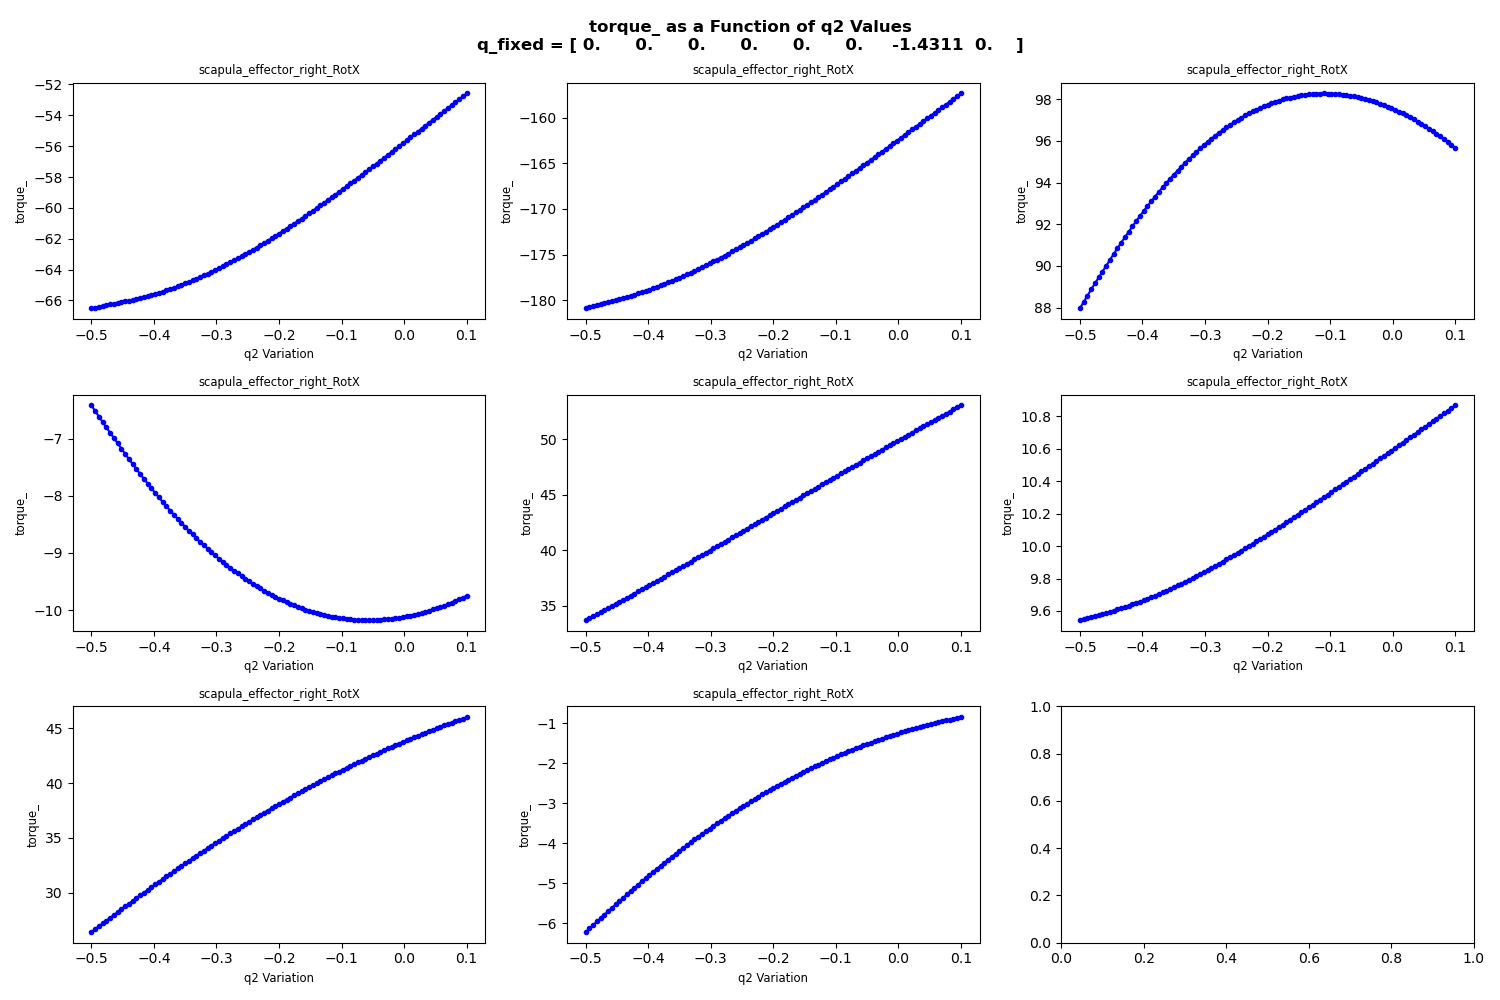 torque_ as a Function of q2 Values
q_fixed = [ 0. 0. 0. 0. 0. 0. -1.4311 0. ]
scapula_effector_right_RotX
−52
−54
−56
−58
−60
−62
−64
−66
torque_
−0.5 −0.4 −0.3 −0.2 −0.1 0.0 0.1
q2 Variation
scapula_effector_right_RotX
−160
−165
−170
−175
−180
torque_
−0.5 −0.4 −0.3 −0.2 −0.1 0.0 0.1
q2 Variation
scapula_effector_right_RotX
98
96
94
92
90
88
torque_
−0.5 −0.4 −0.3 −0.2 −0.1 0.0 0.1
q2 Variation
scapula_effector_right_RotX
−7
−8
−9
−10
torque_
−0.5 −0.4 −0.3 −0.2 −0.1 0.0 0.1
q2 Variation
scapula_effector_right_RotX
50
45
40
35
torque_
−0.5 −0.4 −0.3 −0.2 −0.1 0.0 0.1
q2 Variation
scapula_effector_right_RotX
10.8
10.6
10.4
10.2
10.0
9.8
9.6
torque_
−0.5 −0.4 −0.3 −0.2 −0.1 0.0 0.1
q2 Variation
scapula_effector_right_RotX
45
40
35
30
torque_
−0.5 −0.4 −0.3 −0.2 −0.1 0.0 0.1
q2 Variation
scapula_effector_right_RotX
−1
−2
−3
−4
−5
−6
torque_
−0.5 −0.4 −0.3 −0.2 −0.1 0.0 0.1
q2 Variation
1.0
0.8
0.6
0.4
0.2
0.0
0.0 0.2 0.4 0.6 0.8 1.0